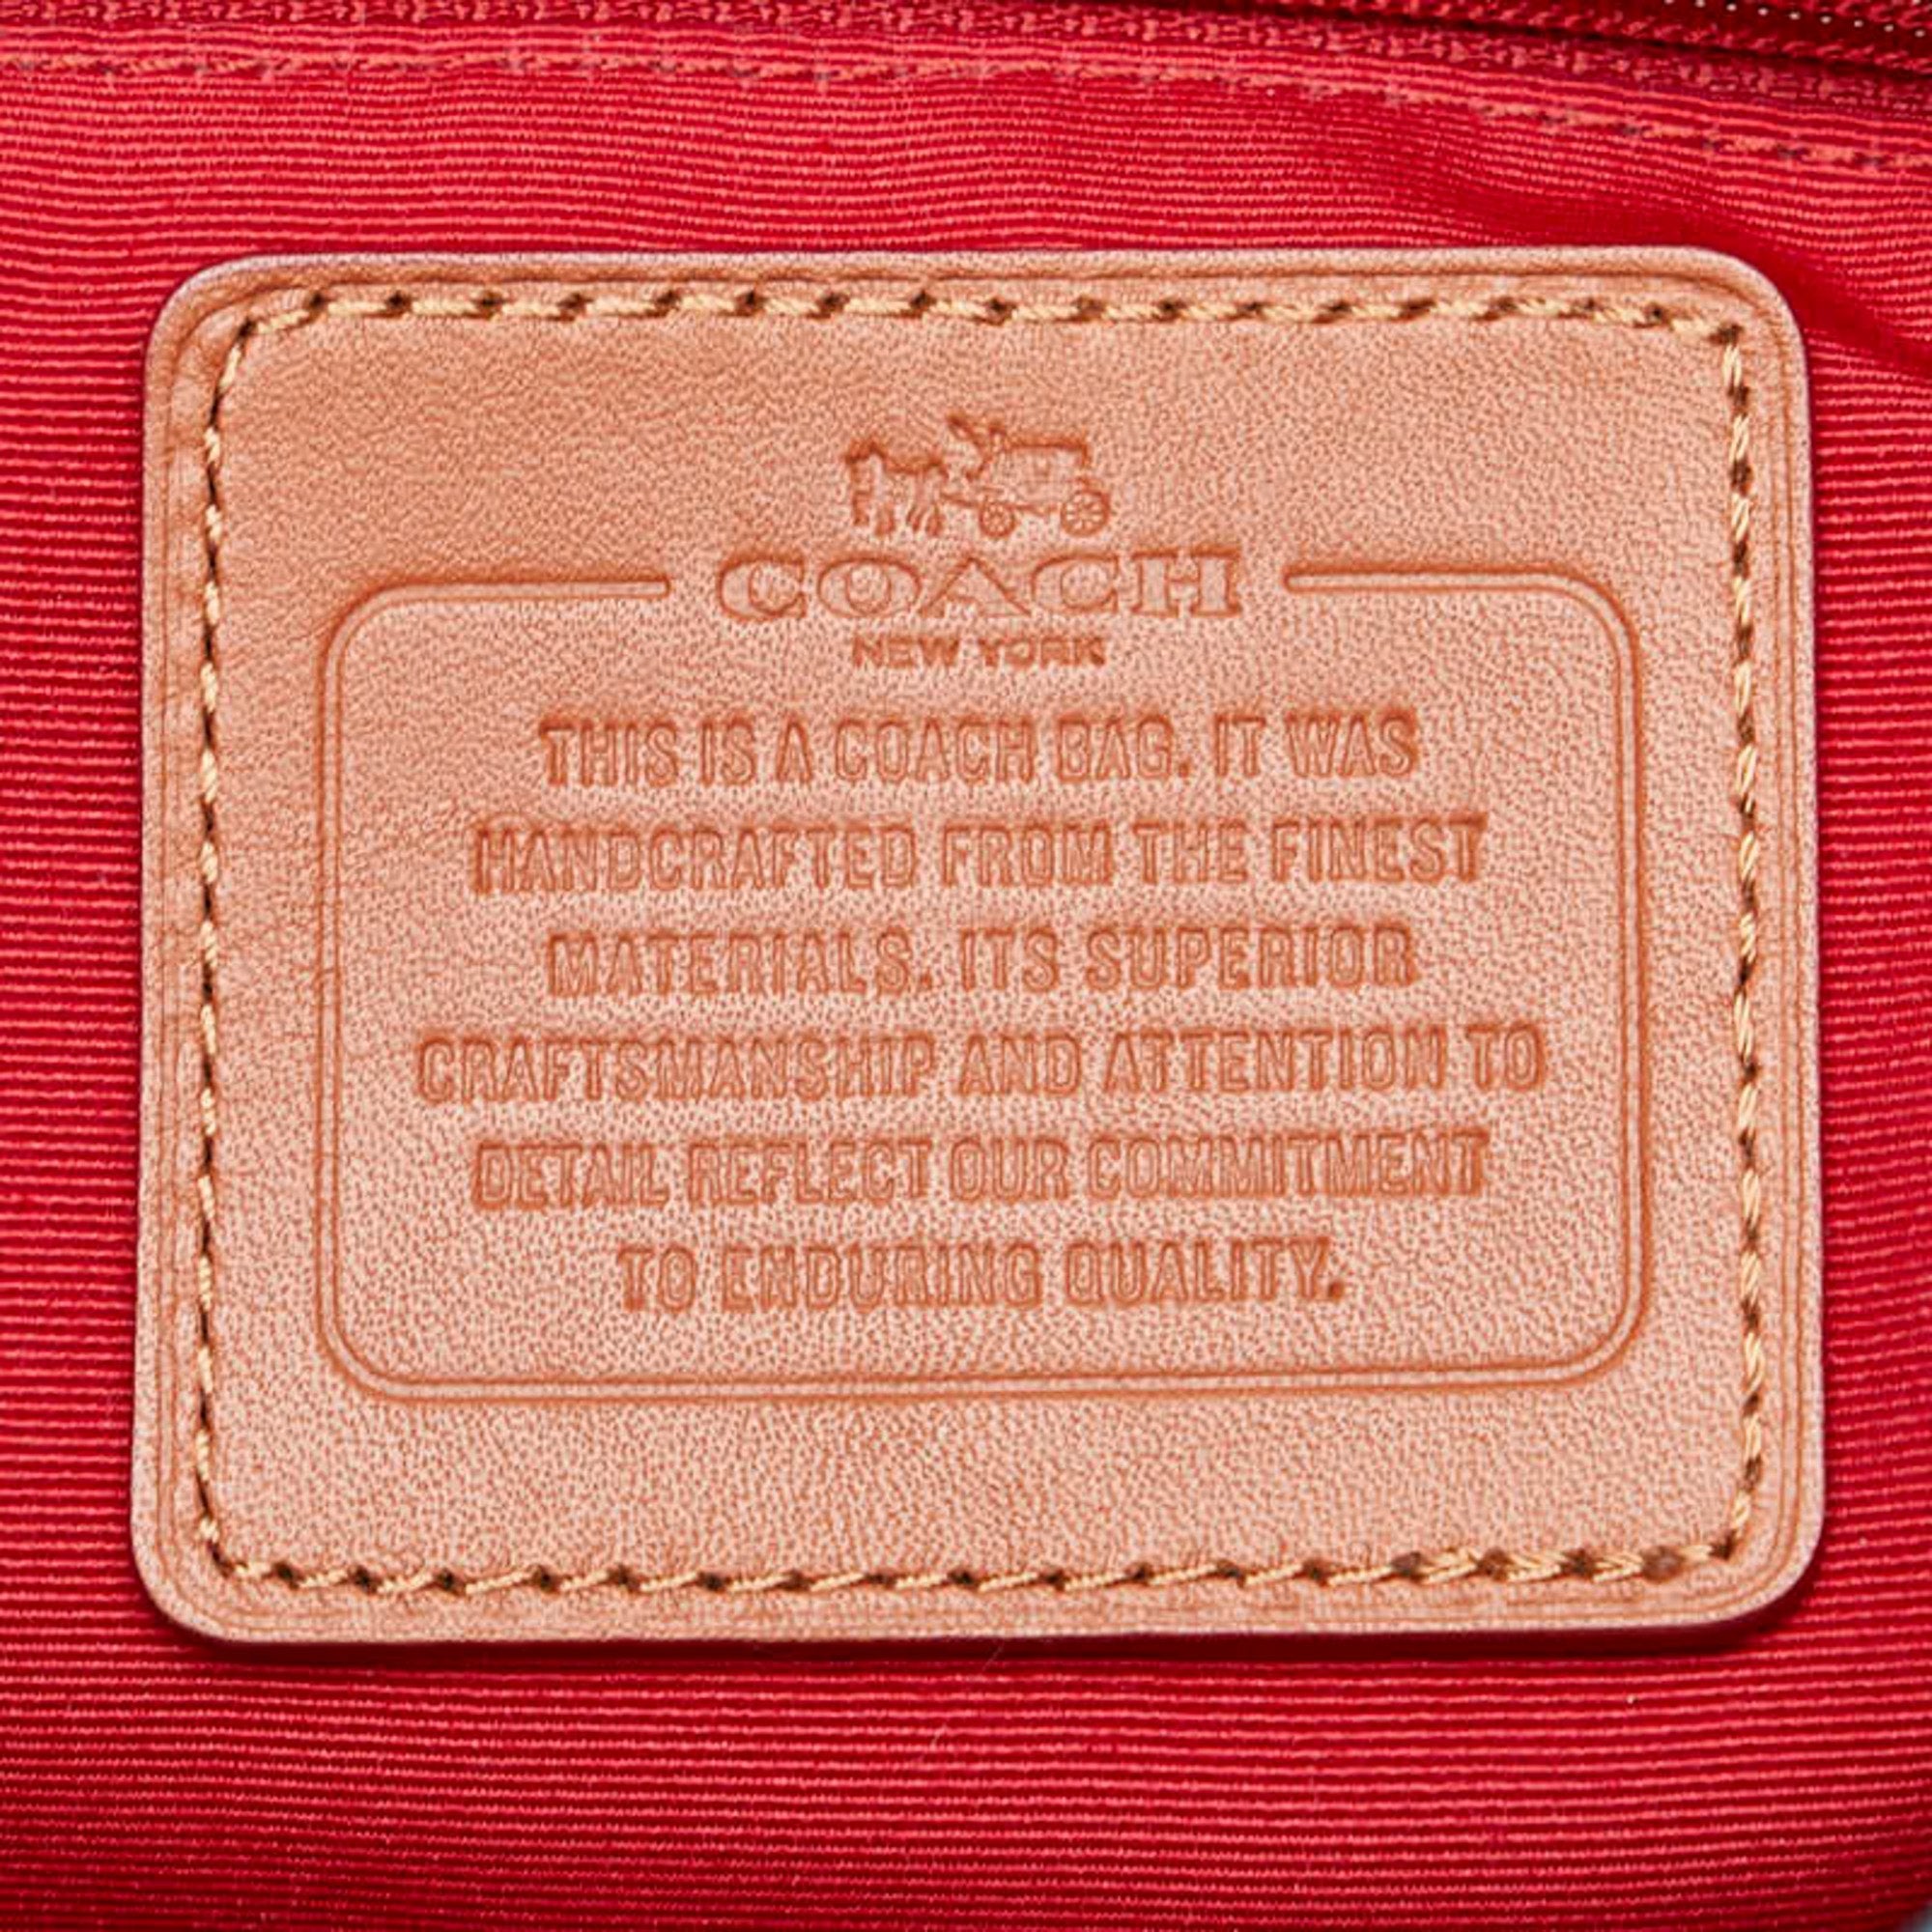 COACH
NEW YORK
THIS IS A COACH BAG. IT WAS
HANDCRAFTED FROM THE FINEST
MATERIALS. ITS SUPERIOR
CRAFTSMANSHIP AND ATTENTION TO
DETAIL REFLECT OUR COMMITMENT
TO ENDURING QUALITY.